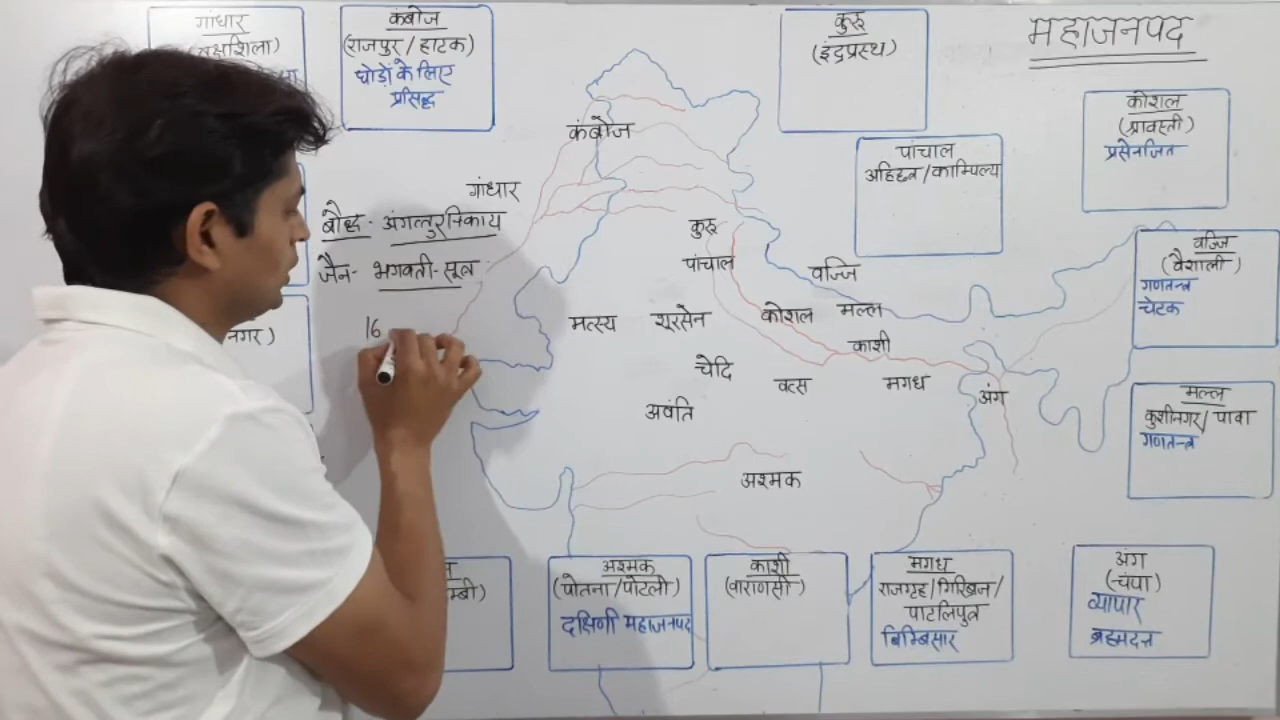 महाजनपद
गांधार
(तक्षशिला)
कंबोज
(राजपुर / हाटक)
घोड़ो के लिए
प्रसिद्ध
कुरु
(इंद्रप्रस्थ)
पांचाल
अहिछत्र / काम्पिल्य
कोशल
(श्रावस्ती)
प्रसेनजित
वज्जि
(वैशाली)
गणतन्त्र
चेटक
मल्ल
कुशीनगर / पावा
गणतन्त्र
कंबोज
गांधार
बौद्ध - अंगुत्तरनिकाय
जैन - भगवती-सूत्र
16
नगर)
कुरु
पांचाल
वज्जि
मत्स्य
शूरसेन
कोशल
मल्ल
काशी
चेदि
वत्स
मगध
अंग
अवंति
अश्मक
म्बी)
अश्मक
(पोतना / पोटली)
दक्षिणी महाजनपद
काशी
(वाराणसी)
मगध
राजगृह / गिरिब्रज /
पाटलिपुत्र
बिम्बिसार
अंग
(चंपा)
व्यापार
ब्रह्मदत्त